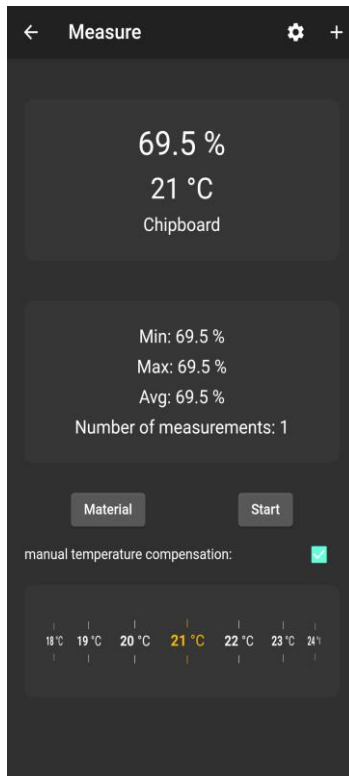 Measure
69.5 %
21 °C
Chipboard
Min: 69.5 %
Max: 69.5 %
Avg: 69.5 %
Number of measurements: 1
Material Start
manual temperature compensation:
18 °C 19 °C 20 °C 21 °C 22 °C 23 °C 24 °